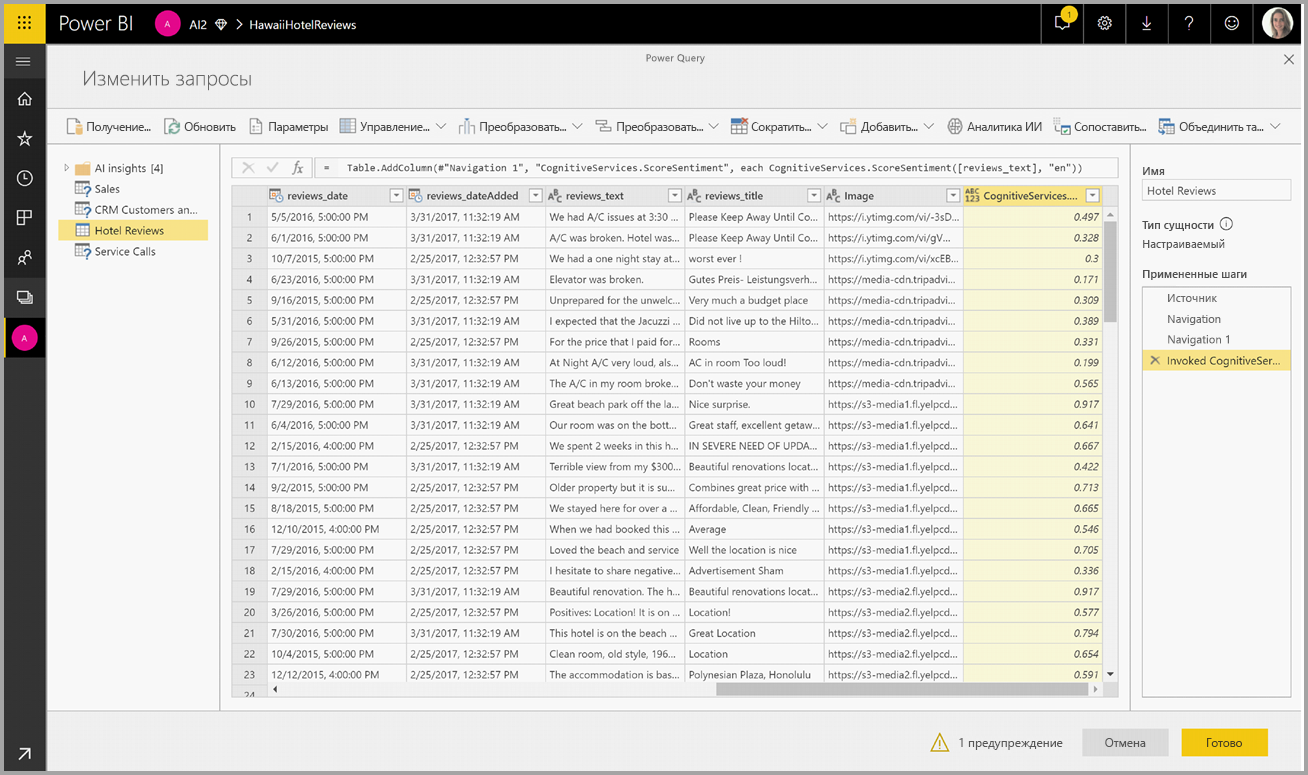 Power BI A AI2 > HawaiiHotelReviews 1 ?
Power Query
Изменить запросы
Получение... Обновить Параметры Управление... Преобразовать... Преобразовать... Сократить... Добавить... Аналитика ИИ Сопоставить... Объединить та...
AI insights [4]
Sales
CRM Customers an...
Hotel Reviews
Service Calls
A
fx = Table.AddColumn(#"Navigation 1", "CognitiveServices.ScoreSentiment", each CognitiveServices.ScoreSentiment([reviews_text], "en"))
reviews_date reviews_dateAdded ABC reviews_text ABC reviews_title ABC Image ABC 123 CognitiveServices....
1 5/5/2016, 5:00:00 PM 3/31/2017, 11:32:19 AM We had A/C issues at 3:30 ... Please Keep Away Until Co... https://i.ytimg.com/vi/-3sD... 0.497
2 6/1/2016, 5:00:00 PM 3/31/2017, 11:32:19 AM A/C was broken. Hotel was... Please Keep Away Until Co... https://i.ytimg.com/vi/gV... 0.328
3 10/7/2015, 5:00:00 PM 2/25/2017, 12:32:57 PM We had a one night stay at... worst ever ! https://i.ytimg.com/vi/xcEB... 0.3
4 6/23/2016, 5:00:00 PM 3/31/2017, 11:32:19 AM Elevator was broken. Gutes Preis- Leistungsverh... https://media-cdn.tripadvi... 0.171
5 9/16/2015, 5:00:00 PM 2/25/2017, 12:32:57 PM Unprepared for the unwelc... Very much a budget place https://media-cdn.tripadvi... 0.309
6 5/31/2016, 5:00:00 PM 3/31/2017, 11:32:19 AM I expected that the Jacuzzi ... Did not live up to the Hilto... https://media-cdn.tripadvi... 0.389
7 9/26/2015, 5:00:00 PM 2/25/2017, 12:32:57 PM For the price that I paid for... Rooms https://media-cdn.tripadvi... 0.331
8 6/12/2016, 5:00:00 PM 3/31/2017, 11:32:19 AM At Night A/C very loud, als... AC in room Too loud! https://media-cdn.tripadvi... 0.199
9 6/13/2016, 5:00:00 PM 3/31/2017, 11:32:19 AM The A/C in my room broke... Don't waste your money https://media-cdn.tripadvi... 0.565
10 7/29/2016, 5:00:00 PM 3/31/2017, 11:32:19 AM Great beach park off the la... Nice surprise. https://s3-media1.fl.yelpcd... 0.917
11 6/4/2016, 5:00:00 PM 3/31/2017, 11:32:19 AM Our room was on the bott... Great staff, excellent getaw... https://s3-media1.fl.yelpcd... 0.641
12 2/15/2016, 4:00:00 PM 2/25/2017, 12:32:57 PM We spent 2 weeks in this h... IN SEVERE NEED OF UPDA... https://s3-media1.fl.yelpcd... 0.667
13 7/1/2016, 5:00:00 PM 3/31/2017, 11:32:19 AM Terrible view from my $300... Beautiful renovations locat... https://s3-media1.fl.yelpcd... 0.422
14 9/2/2015, 5:00:00 PM 2/25/2017, 12:32:57 PM Older property but it is su... Combines great price with ... https://s3-media1.fl.yelpcd... 0.713
15 8/18/2015, 5:00:00 PM 2/25/2017, 12:32:57 PM We stayed here for over a ... Affordable, Clean, Friendly ... https://s3-media1.fl.yelpcd... 0.665
16 12/10/2015, 4:00:00 PM 2/25/2017, 12:32:57 PM When we had booked this ... Average https://s3-media1.fl.yelpcd... 0.546
17 7/29/2016, 5:00:00 PM 2/25/2017, 12:32:57 PM Loved the beach and service Well the location is nice https://s3-media1.fl.yelpcd... 0.705
18 2/15/2016, 4:00:00 PM 2/25/2017, 12:32:57 PM I hesitate to share negative... Advertisement Sham https://s3-media1.fl.yelpcd... 0.336
19 7/29/2016, 5:00:00 PM 3/31/2017, 11:32:19 AM Beautiful renovation. The h... Beautiful renovations locat... https://s3-media2.fl.yelpcd... 0.917
20 3/26/2016, 5:00:00 PM 2/25/2017, 12:32:57 PM Positives: Location! It is on ... Location! https://s3-media2.fl.yelpcd... 0.577
21 7/30/2016, 5:00:00 PM 3/31/2017, 11:32:19 AM This hotel is on the beach ... Great Location https://s3-media2.fl.yelpcd... 0.794
22 10/4/2015, 5:00:00 PM 2/25/2017, 12:32:57 PM Clean room, old style, 196... Location https://s3-media2.fl.yelpcd... 0.654
23 12/12/2015, 4:00:00 PM 2/25/2017, 12:32:57 PM The accommodation is bas... Polynesian Plaza, Honolulu https://s3-media2.fl.yelpcd... 0.591
24
Имя
Hotel Reviews
Тип сущности
Настраиваемый
Примененные шаги
Источник
Navigation
Navigation 1
Invoked CognitiveSer...
1 предупреждение Отмена Готово